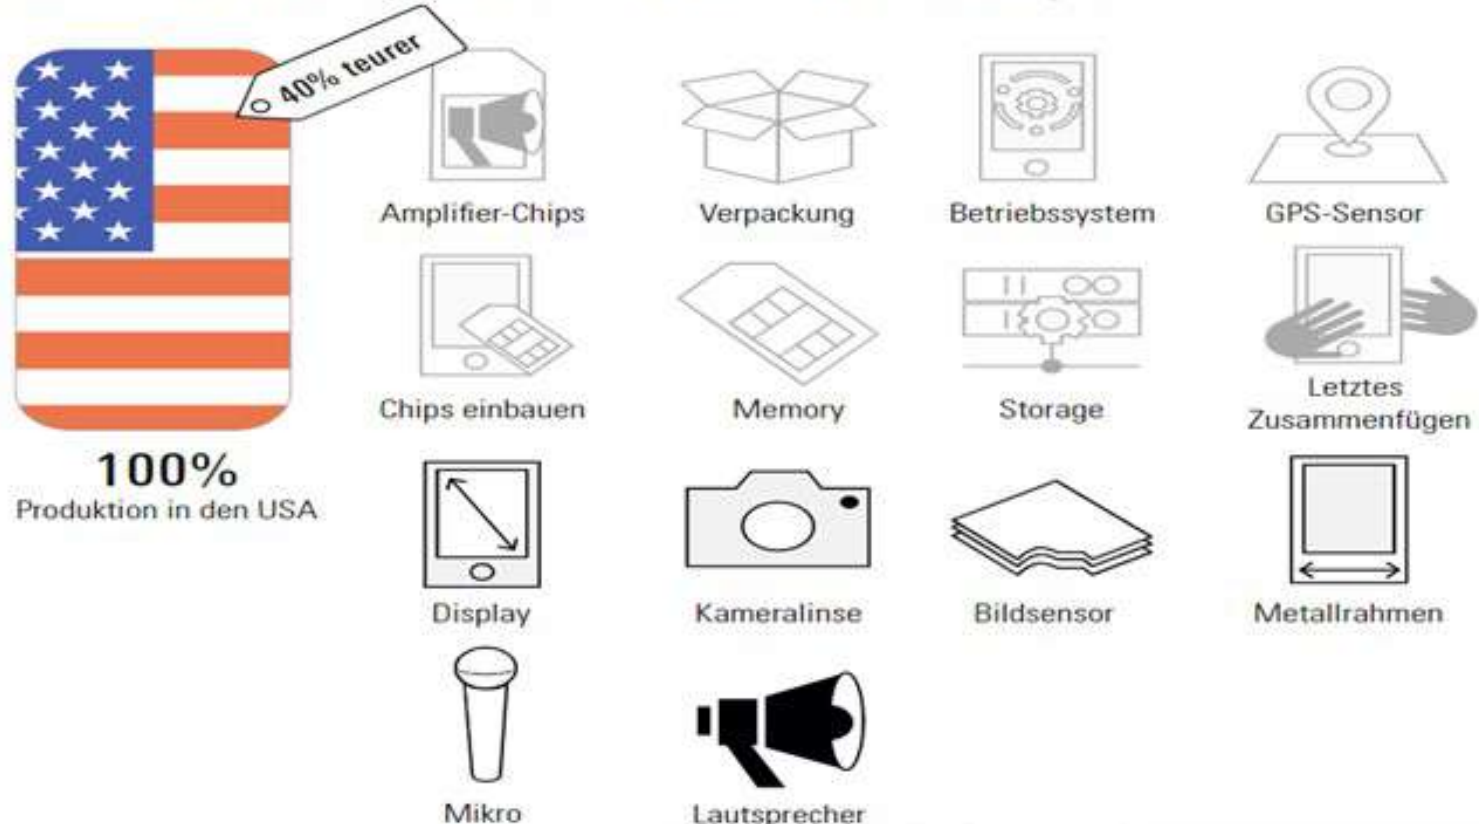 40% teurer
Amplifier-Chips
Verpackung
Betriebssystem
GPS-Sensor
Chips einbauen
Memory
Storage
Letztes
Zusammenfügen
100%
Produktion in den USA
Display
Kameralinse
Bildsensor
Metallrahmen
Mikro
Lautsprecher